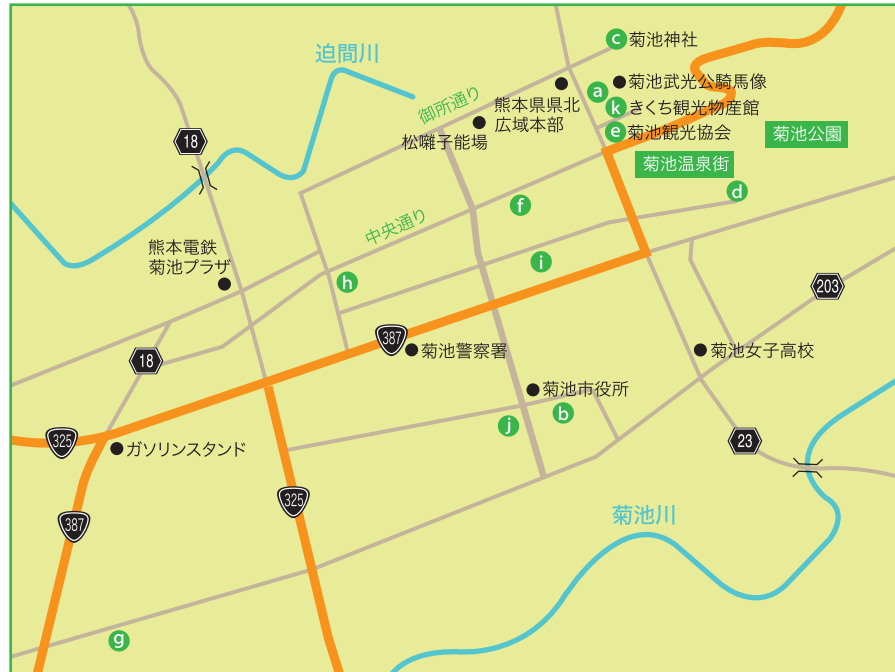 c 菊池神社
迫間川
御所通り
熊本県県北
広域本部
a
菊池武光公騎馬像
k きくち観光物産館
e 菊池観光協会
松囃子能場
菊池公園
菊池温泉街
18
d
f
中央通り
i
熊本電鉄
菊池プラザ
h
203
387
菊池警察署
菊池女子高校
18
菊池市役所
b
j
325
ガソリンスタンド
23
325
387
菊池川
g